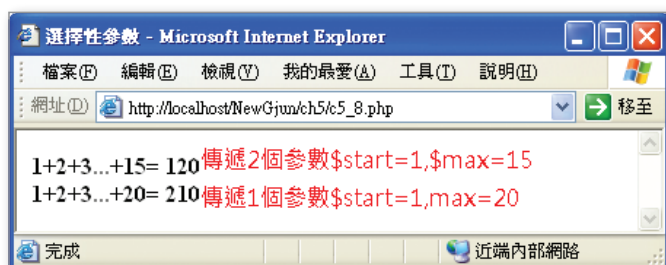 選擇性參數 - Microsoft Internet Explorer
檔案(F) 編輯(E) 檢視(V) 我的最愛(A) 工具(T) 說明(H)
網址(D) http://localhost/NewGjun/ch5/c5_8.php 移至
1+2+3...+15= 120傳遞2個參數$start=1,$max=15
1+2+3...+20= 210傳遞1個參數$start=1,max=20
完成 近端內部網路